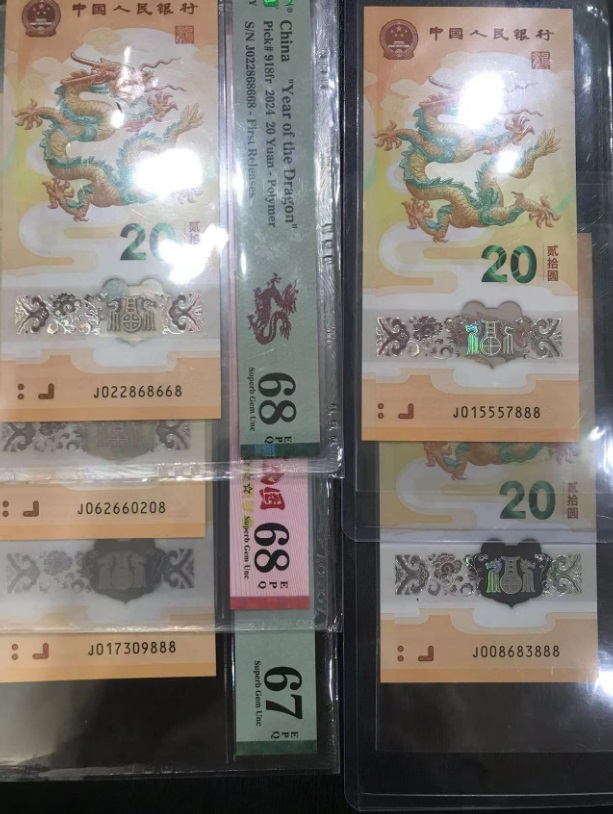 中国人民银行
20
贰拾圆
J022868668
China "Year of the Dragon"
Pick# 918fr 2024 20 Yuan - Polymer
S/N J022868668 - First Releases
68 EPQ
Superb Gem Unc
J062660208
68 EPQ
Superb Gem Unc
J017309888
67 EPQ
Superb Gem Unc
中国人民银行
20
贰拾圆
福
J015557888
20
贰拾圆
福
J008683888